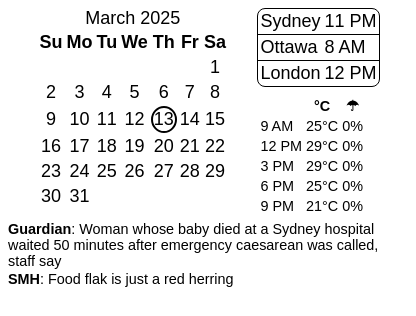 March 2025
Su Mo Tu We Th Fr Sa
1
2 3 4 5 6 7 8
9 10 11 12 13 14 15
16 17 18 19 20 21 22
23 24 25 26 27 28 29
30 31
Sydney 11 PM
Ottawa 8 AM
London 12 PM
°C ☂
9 AM 25°C 0%
12 PM 29°C 0%
3 PM 29°C 0%
6 PM 25°C 0%
9 PM 21°C 0%
Guardian: Woman whose baby died at a Sydney hospital
waited 50 minutes after emergency caesarean was called,
staff say
SMH: Food flak is just a red herring